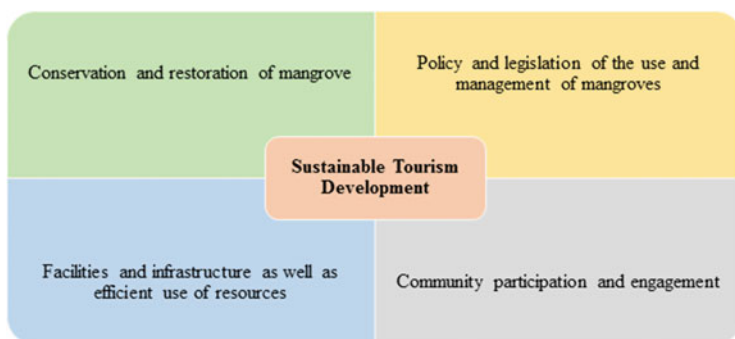 Conservation and restoration of mangrove
Policy and legislation of the use and
management of mangroves
Sustainable Tourism
Development
Facilities and infrastructure as well as
efficient use of resources
Community participation and engagement